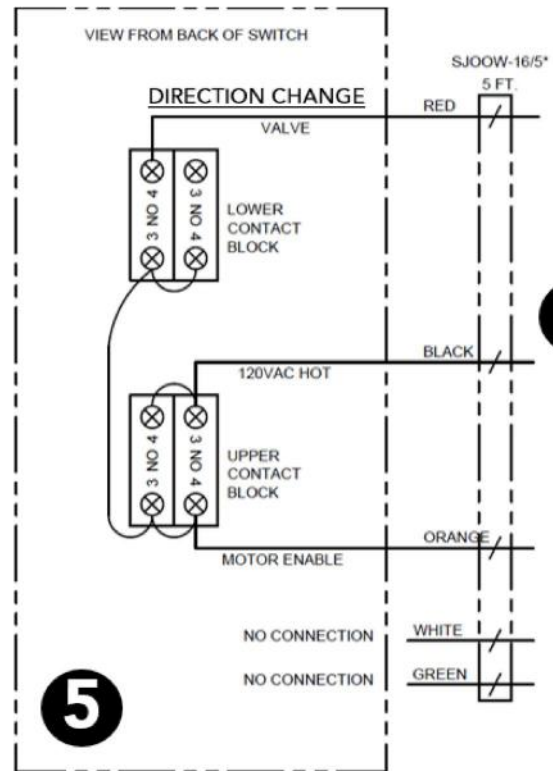 VIEW FROM BACK OF SWITCH
SJOOW-16/5*
5 FT.
DIRECTION CHANGE
RED
VALVE
3 NO 4
3 NO 4
LOWER
CONTACT
BLOCK
BLACK
120VAC HOT
3 NO 4
3 NO 4
UPPER
CONTACT
BLOCK
ORANGE
MOTOR ENABLE
NO CONNECTION
WHITE
NO CONNECTION
GREEN
5